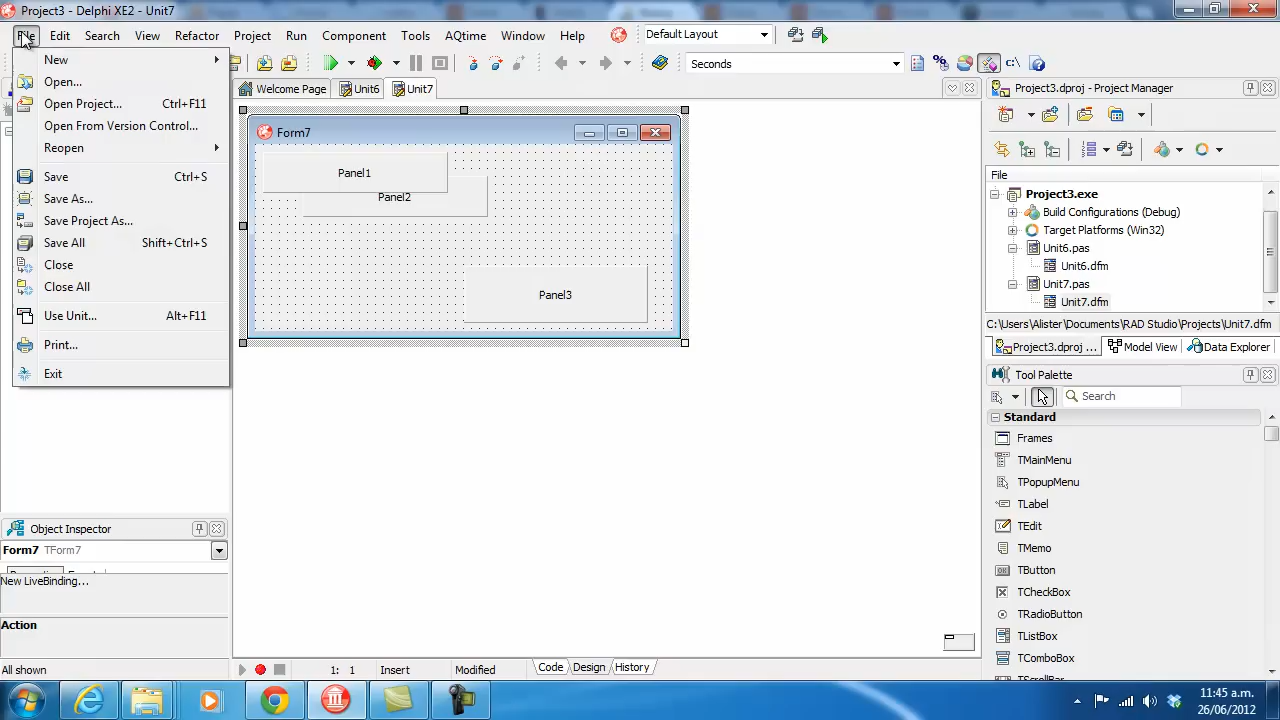 Project3 - Delphi XE2 - Unit7
Edit Search View Refactor Project Run Component Tools AQtime Window Help Default Layout
Seconds
New
Open...
Open Project... Ctrl+F11
Open From Version Control...
Reopen
Save Ctrl+S
Save As...
Save Project As...
Save All Shift+Ctrl+S
Close
Close All
Use Unit... Alt+F11
Print...
Exit
Welcome Page Unit6 Unit7
Form7
Panel1
Panel2
Panel3
Project3.dproj - Project Manager
File
Project3.exe
Build Configurations (Debug)
Target Platforms (Win32)
Unit6.pas
Unit6.dfm
Unit7.pas
Unit7.dfm
C:\Users\Alister\Documents\RAD Studio\Projects\Unit7.dfm
Project3.dproj ... Model View Data Explorer
Tool Palette
Search
Standard
Frames
TMainMenu
TPopupMenu
TLabel
TEdit
TMemo
TButton
TCheckBox
TRadioButton
TListBox
TComboBox
Object Inspector
Form7 TForm7
New LiveBinding...
Action
All shown
1: 1 Insert Modified Code Design History
11:45 a.m.
26/06/2012